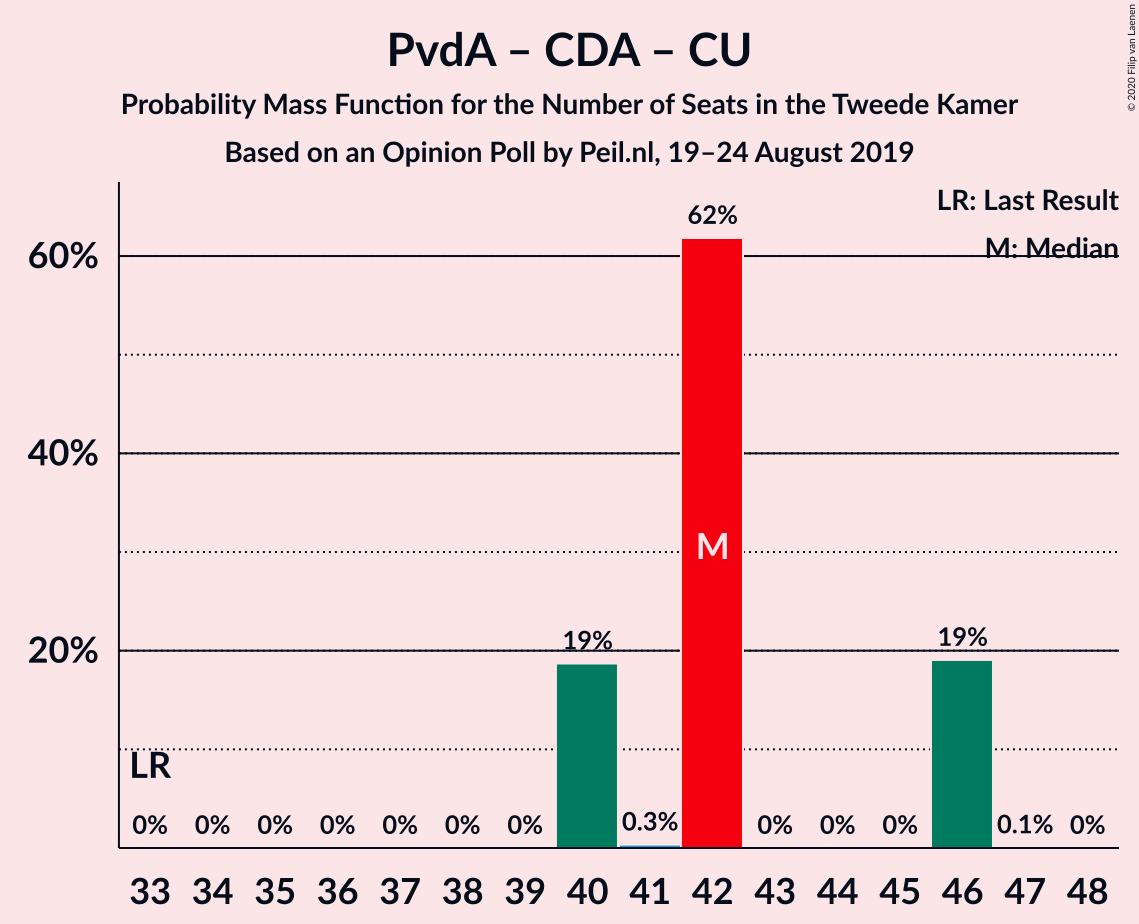 PvdA – CDA – CU
Probability Mass Function for the Number of Seats in the Tweede Kamer
Based on an Opinion Poll by Peil.nl, 19–24 August 2019
© 2020 Filip van Laenen
LR: Last Result
M: Median
62%
60%
40%
M
19%
19%
20%
LR
0%
0%
0%
0%
0%
0%
0%
0.3%
0%
0%
0%
0.1%
0%
33 34 35 36 37 38 39 40 41 42 43 44 45 46 47 48